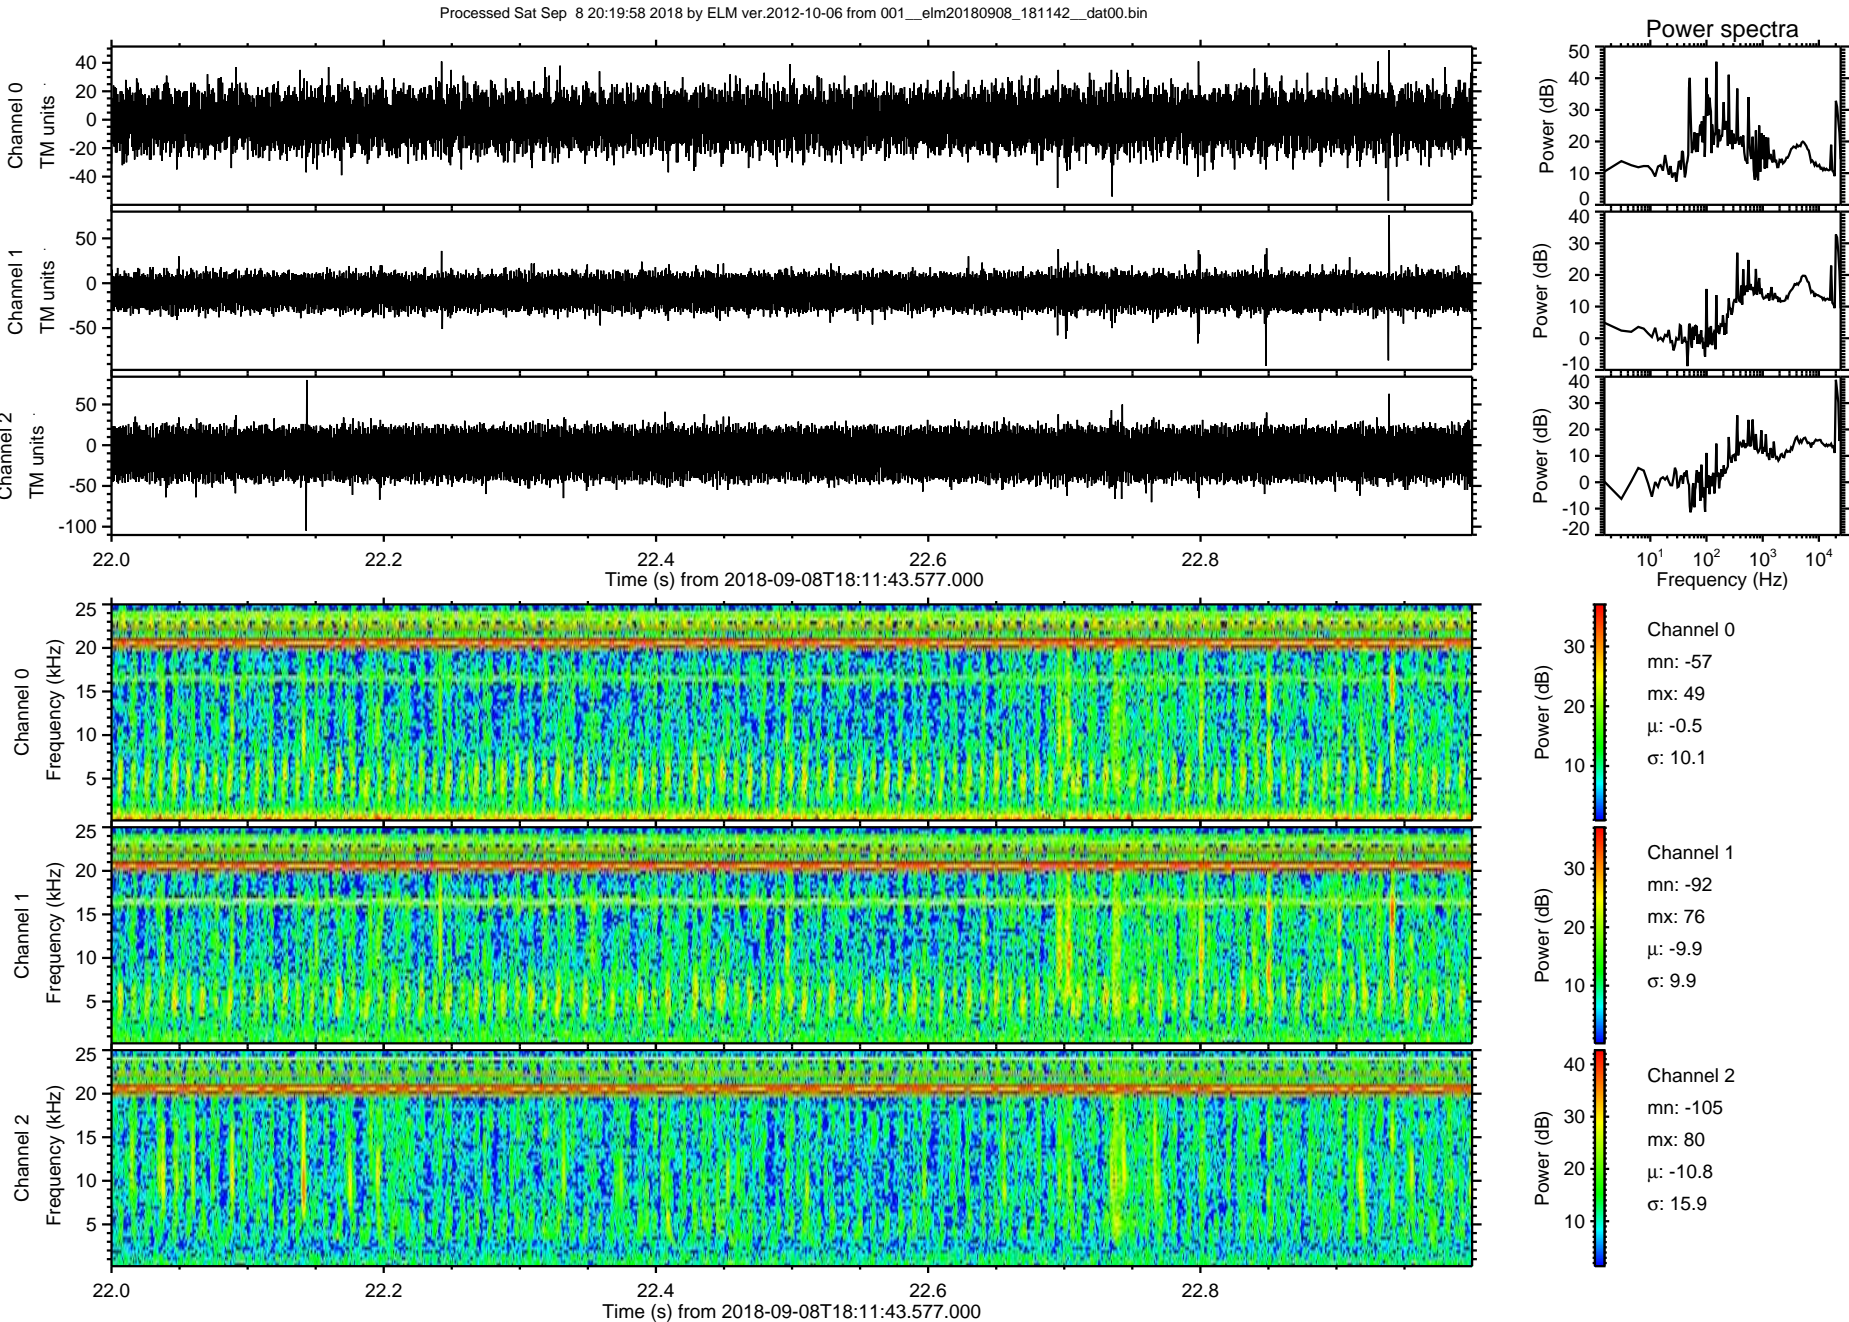 Processed Sat Sep  8 20:19:58 2018 by ELM ver.2012-10-06 from 001__elm20180908_181142__dat00.bin
Power spectra
Channel 0
TM units
40
20
0
-20
-40
Power (dB)
50
40
30
20
10
0
Channel 1
TM units
50
0
-50
Power (dB)
40
30
20
10
0
-10
Channel 2
TM units
50
0
-50
-100
Power (dB)
40
30
20
10
0
-10
-20
22.0 22.2 22.4 22.6 22.8
Time (s) from 2018-09-08T18:11:43.577.000
10^1 10^2 10^3 10^4
Frequency (Hz)
Channel 0
Frequency (kHz)
25
20
15
10
5
Power (dB)
30
20
10
Channel 0
mn: -57
mx: 49
μ: -0.5
σ: 10.1
Channel 1
Frequency (kHz)
25
20
15
10
5
Power (dB)
30
20
10
Channel 1
mn: -92
mx: 76
μ: -9.9
σ: 9.9
Channel 2
Frequency (kHz)
25
20
15
10
5
Power (dB)
40
30
20
10
Channel 2
mn: -105
mx: 80
μ: -10.8
σ: 15.9
22.0 22.2 22.4 22.6 22.8
Time (s) from 2018-09-08T18:11:43.577.000